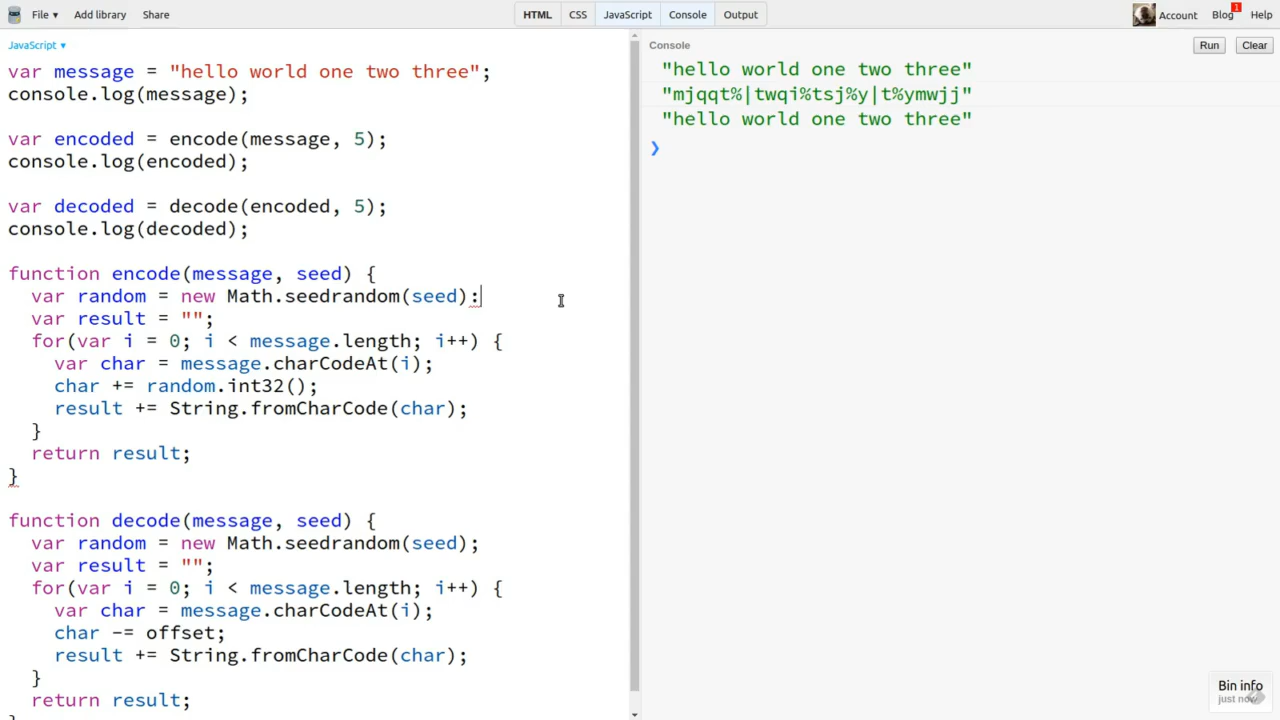 File ▾ Add library Share HTML CSS JavaScript Console Output Account Blog 1 Help
JavaScript ▾
var message = "hello world one two three";
console.log(message);
var encoded = encode(message, 5);
console.log(encoded);
var decoded = decode(encoded, 5);
console.log(decoded);
function encode(message, seed) {
var random = new Math.seedrandom(seed):
var result = "";
for(var i = 0; i < message.length; i++) {
var char = message.charCodeAt(i);
char += random.int32();
result += String.fromCharCode(char);
}
return result;
}
function decode(message, seed) {
var random = new Math.seedrandom(seed);
var result = "";
for(var i = 0; i < message.length; i++) {
var char = message.charCodeAt(i);
char -= offset;
result += String.fromCharCode(char);
}
return result;
}
Console Run Clear
"hello world one two three"
"mjqqt%|twqi%tsj%y|t%ymwjj"
"hello world one two three"
❯
Bin info
just now